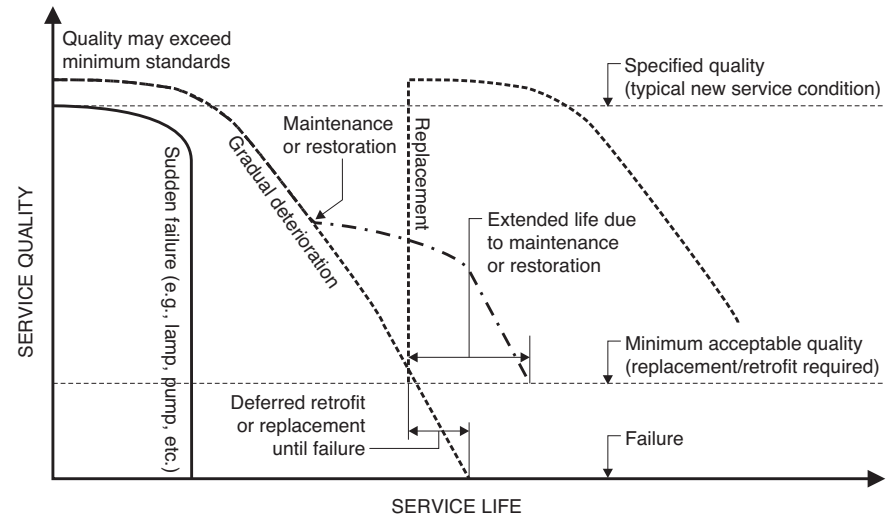 Quality may exceed
minimum standards
Specified quality
(typical new service condition)
Maintenance
or restoration
Replacement
Gradual deterioration
Sudden failure (e.g., lamp, pump, etc.)
Extended life due
to maintenance
or restoration
Minimum acceptable quality
(replacement/retrofit required)
Deferred retrofit
or replacement
until failure
Failure
SERVICE QUALITY
SERVICE LIFE